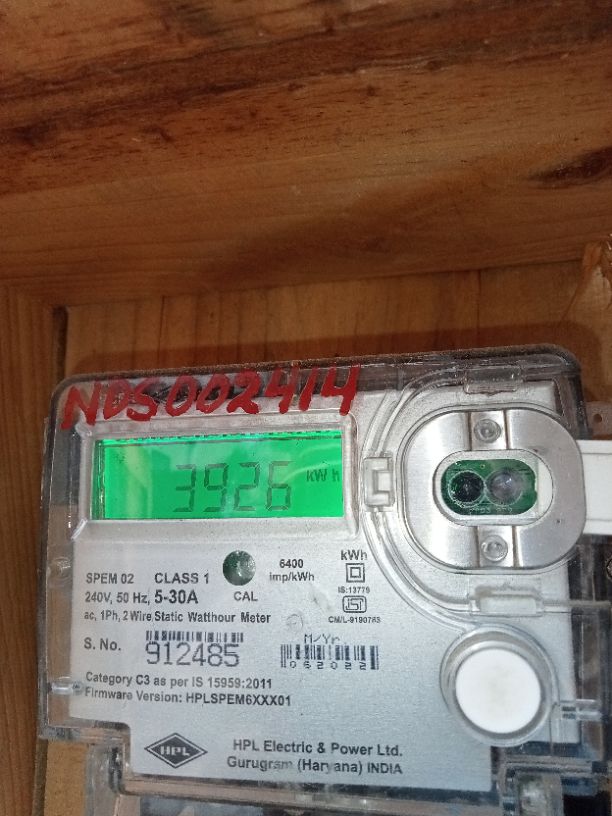 NDS002414
3926 kWh
SPEM 02 CLASS 1
240V, 50 Hz, 5-30A
CAL
6400
imp/kWh
kWh
IS:13779
ISI
CM/L-9190763
ac, 1Ph, 2 Wire Static Watthour Meter
S. No. 912485
M/Yr
062022
Category C3 as per IS 15959:2011
Firmware Version: HPLSPEM6XXX01
HPL
HPL Electric & Power Ltd.
Gurugram (Haryana) INDIA